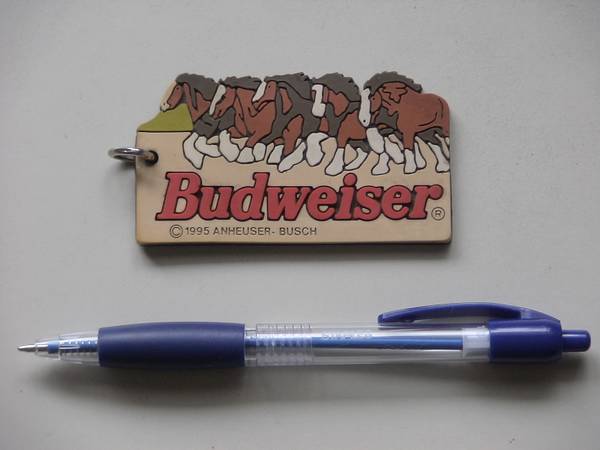 Budweiser®
© 1995 ANHEUSER- BUSCH